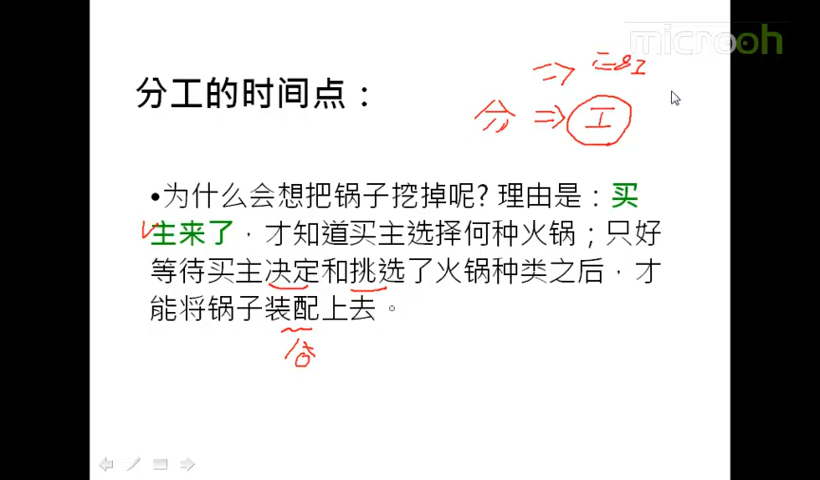 microoh
分工的时间点：
分 => 工
•为什么会想把锅子挖掉呢? 理由是：买
主来了，才知道买主选择何种火锅；只好
等待买主决定和挑选了火锅种类之后，才
能将锅子装配上去。